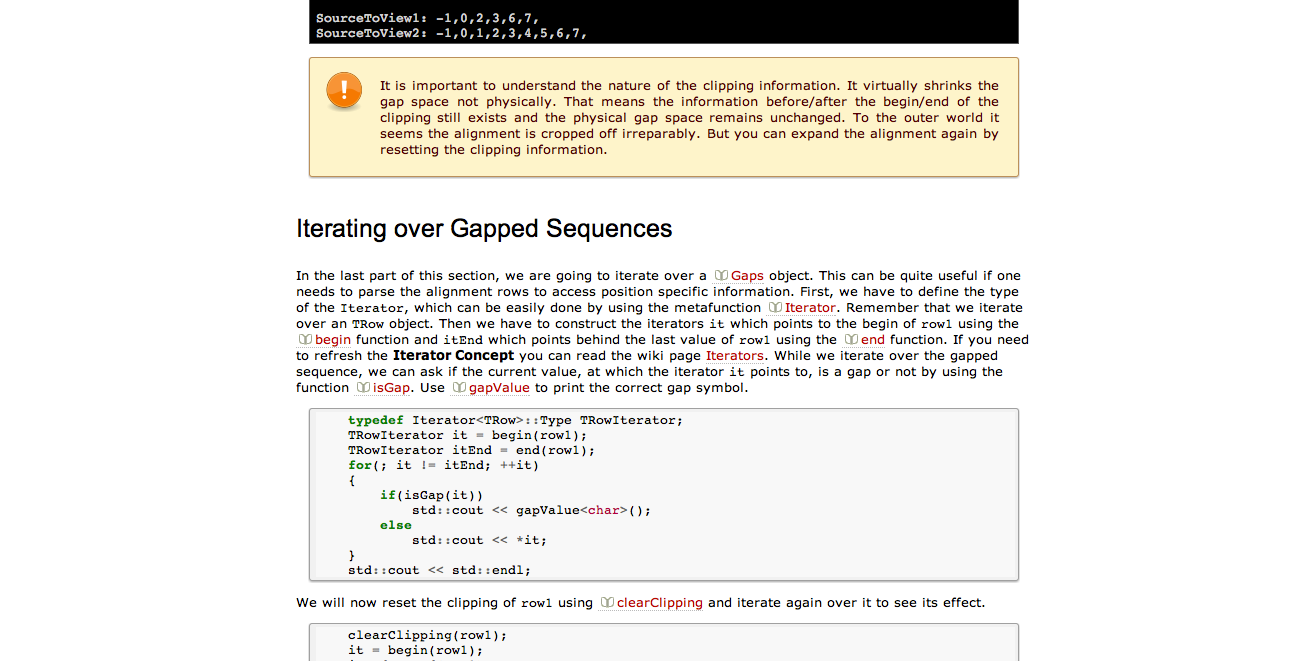 SourceToView1: -1,0,2,3,6,7,
SourceToView2: -1,0,1,2,3,4,5,6,7,
It is important to understand the nature of the clipping information. It virtually shrinks the
gap space not physically. That means the information before/after the begin/end of the
clipping still exists and the physical gap space remains unchanged. To the outer world it
seems the alignment is cropped off irreparably. But you can expand the alignment again by
resetting the clipping information.
Iterating over Gapped Sequences
In the last part of this section, we are going to iterate over a Gaps object. This can be quite useful if one
needs to parse the alignment rows to access position specific information. First, we have to define the type
of the Iterator, which can be easily done by using the metafunction Iterator. Remember that we iterate
over an TRow object. Then we have to construct the iterators it which points to the begin of row1 using the
begin function and itEnd which points behind the last value of row1 using the end function. If you need
to refresh the Iterator Concept you can read the wiki page Iterators. While we iterate over the gapped
sequence, we can ask if the current value, at which the iterator it points to, is a gap or not by using the
function isGap. Use gapValue to print the correct gap symbol.
typedef Iterator<TRow>::Type TRowIterator;
TRowIterator it = begin(row1);
TRowIterator itEnd = end(row1);
for(; it != itEnd; ++it)
{
if(isGap(it))
std::cout << gapValue<char>();
else
std::cout << *it;
}
std::cout << std::endl;
We will now reset the clipping of row1 using clearClipping and iterate again over it to see its effect.
clearClipping(row1);
it = begin(row1);